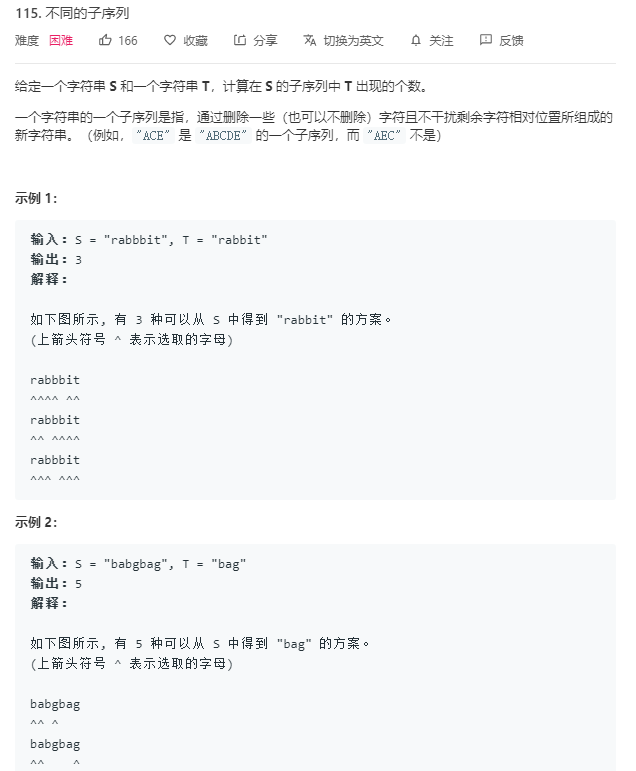 115. 不同的子序列
难度 困难 166 收藏 分享 切换为英文 关注 反馈
给定一个字符串 S 和一个字符串 T，计算在 S 的子序列中 T 出现的个数。
一个字符串的一个子序列是指，通过删除一些（也可以不删除）字符且不干扰剩余字符相对位置所组成的
新字符串。（例如，"ACE" 是 "ABCDE" 的一个子序列，而 "AEC" 不是）
示例 1：
输入：S = "rabbbit", T = "rabbit"
输出：3
解释：
如下图所示, 有 3 种可以从 S 中得到 "rabbit" 的方案。
(上箭头符号 ^ 表示选取的字母)
rabbbit
^^^^ ^^
rabbbit
^^ ^^^^
rabbbit
^^^ ^^^
示例 2：
输入：S = "babgbag", T = "bag"
输出：5
解释：
如下图所示, 有 5 种可以从 S 中得到 "bag" 的方案。
(上箭头符号 ^ 表示选取的字母)
babgbag
^^ ^
babgbag
^^    ^